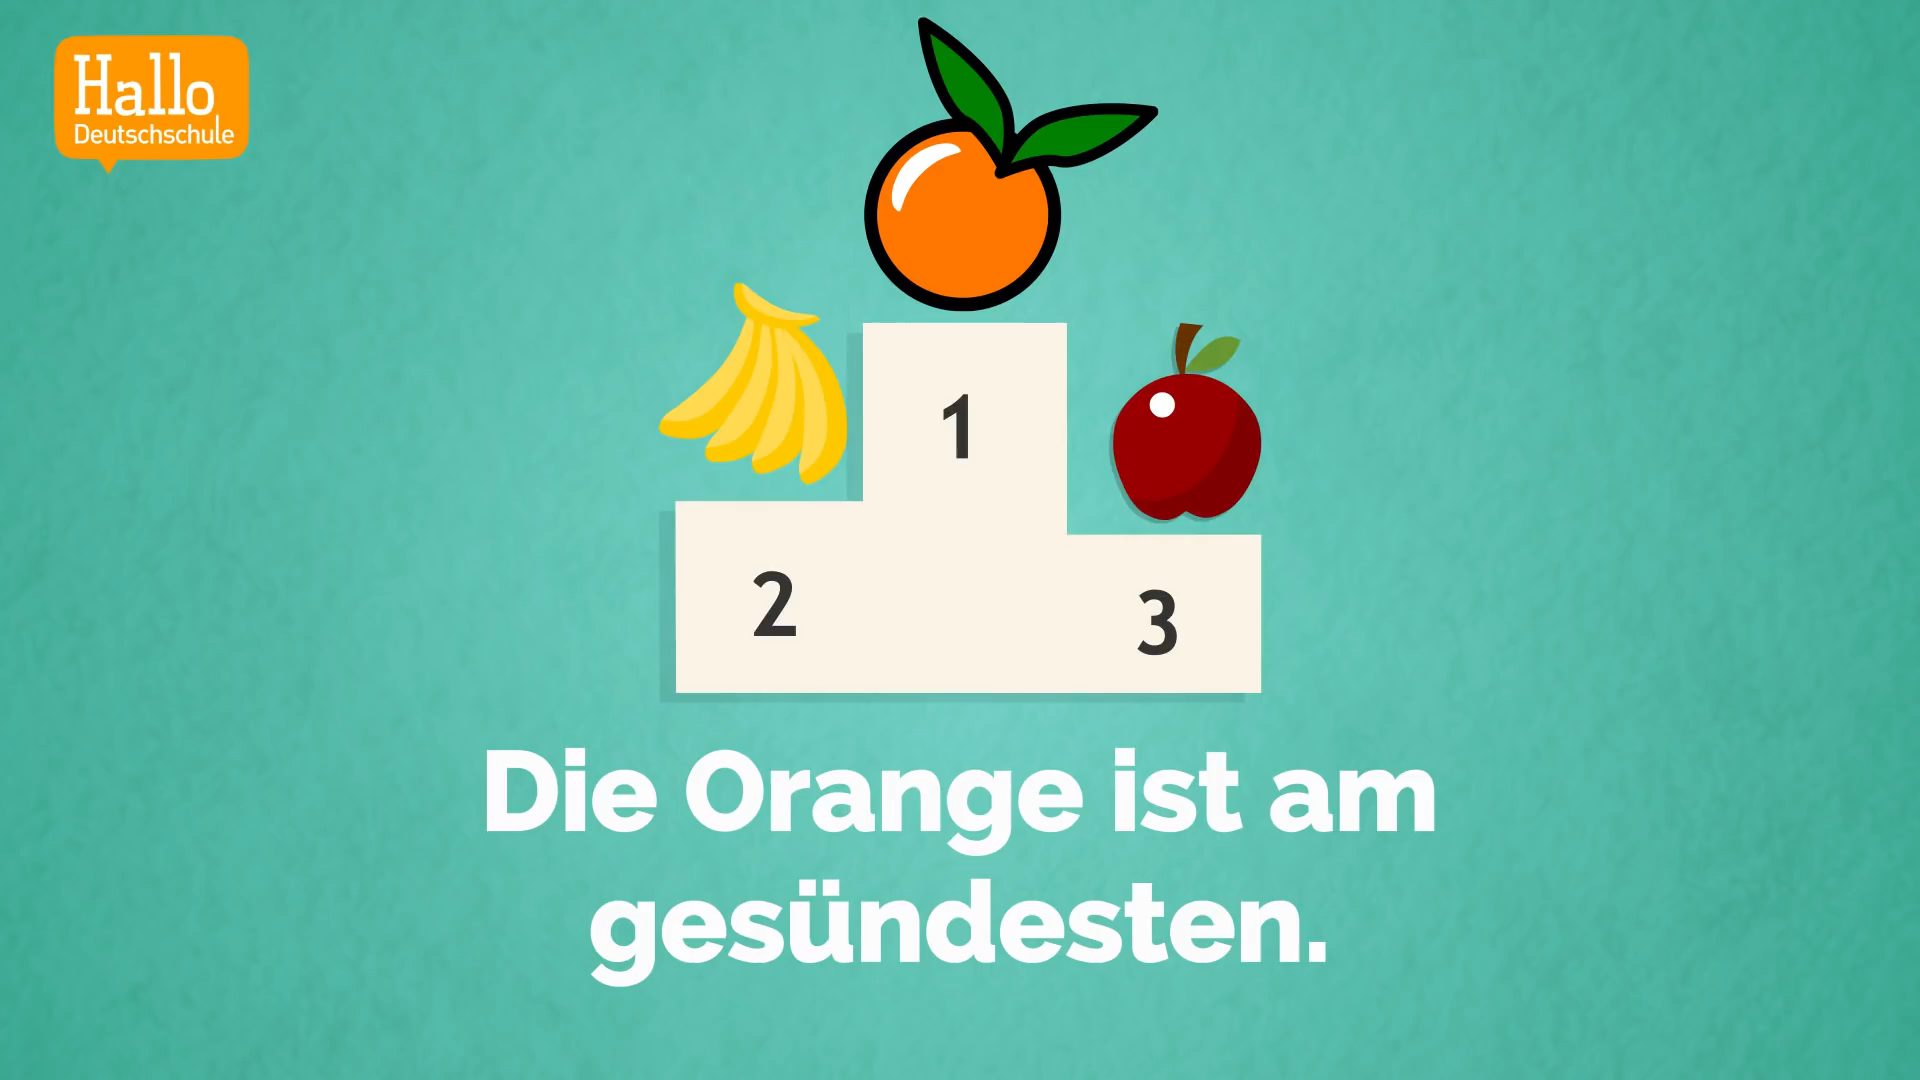 Hallo
Deutschschule
1
2
3
Die Orange ist am
gesündesten.